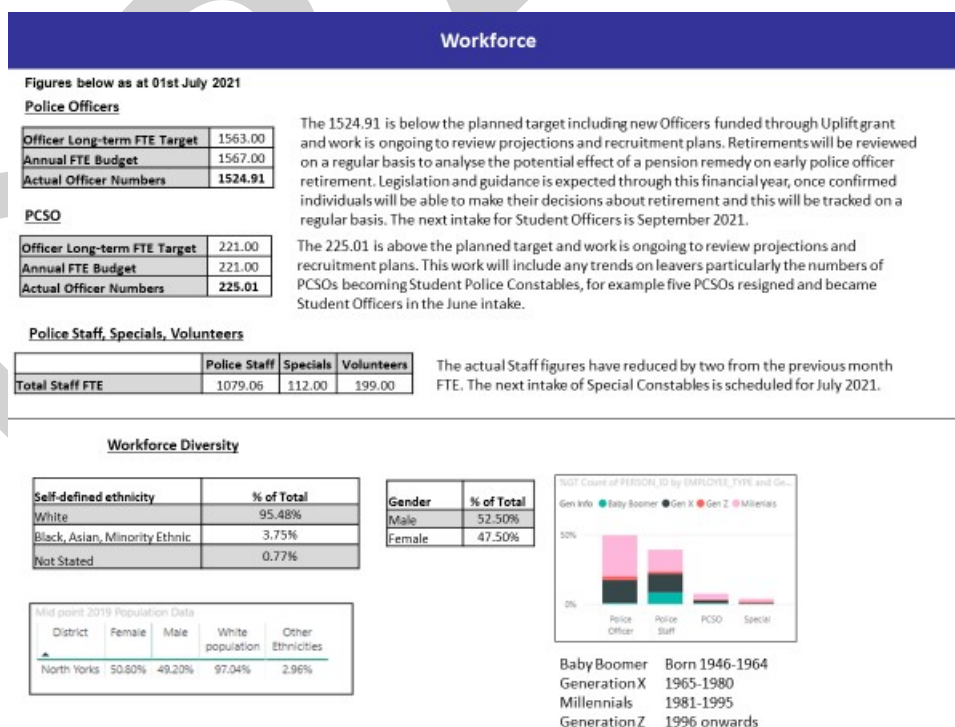 Workforce
Figures below as at 01st July 2021
Police Officers
Officer Long-term FTE Target 1563.00
Annual FTE Budget 1567.00
Actual Officer Numbers 1524.91
The 1524.91 is below the planned target including new Officers funded through Uplift grant
and work is ongoing to review projections and recruitment plans. Retirements will be reviewed
on a regular basis to analyse the potential effect of a pension remedy on early police officer
retirement. Legislation and guidance is expected through this financial year, once confirmed
individuals will be able to make their decisions about retirement and this will be tracked on a
regular basis. The next intake for Student Officers is September 2021.
PCSO
Officer Long-term FTE Target 221.00
Annual FTE Budget 221.00
Actual Officer Numbers 225.01
The 225.01 is above the planned target and work is ongoing to review projections and
recruitment plans. This work will include any trends on leavers particularly the numbers of
PCSOs becoming Student Police Constables, for example five PCSOs resigned and became
Student Officers in the June intake.
Police Staff, Specials, Volunteers
Police Staff Specials Volunteers
Total Staff FTE 1079.06 112.00 199.00
The actual Staff figures have reduced by two from the previous month
FTE. The next intake of Special Constables is scheduled for July 2021.
Workforce Diversity
Self-defined ethnicity % of Total
White 95.48%
Black, Asian, Minority Ethnic 3.75%
Not Stated 0.77%
Gender % of Total
Male 52.50%
Female 47.50%
%GT Count of PERSON_ID by EMPLOYEE_TYPE and Ge...
Gen Info Baby Boomer Gen X Gen Z Millenials
50%
0%
Police Officer
Police Staff
PCSO
Special
Mid point 2019 Population Data
District Female Male White population Other Ethnicities
North Yorks 50.80% 49.20% 97.04% 2.96%
Baby Boomer Born 1946-1964
Generation X 1965-1980
Millennials 1981-1995
Generation Z 1996 onwards